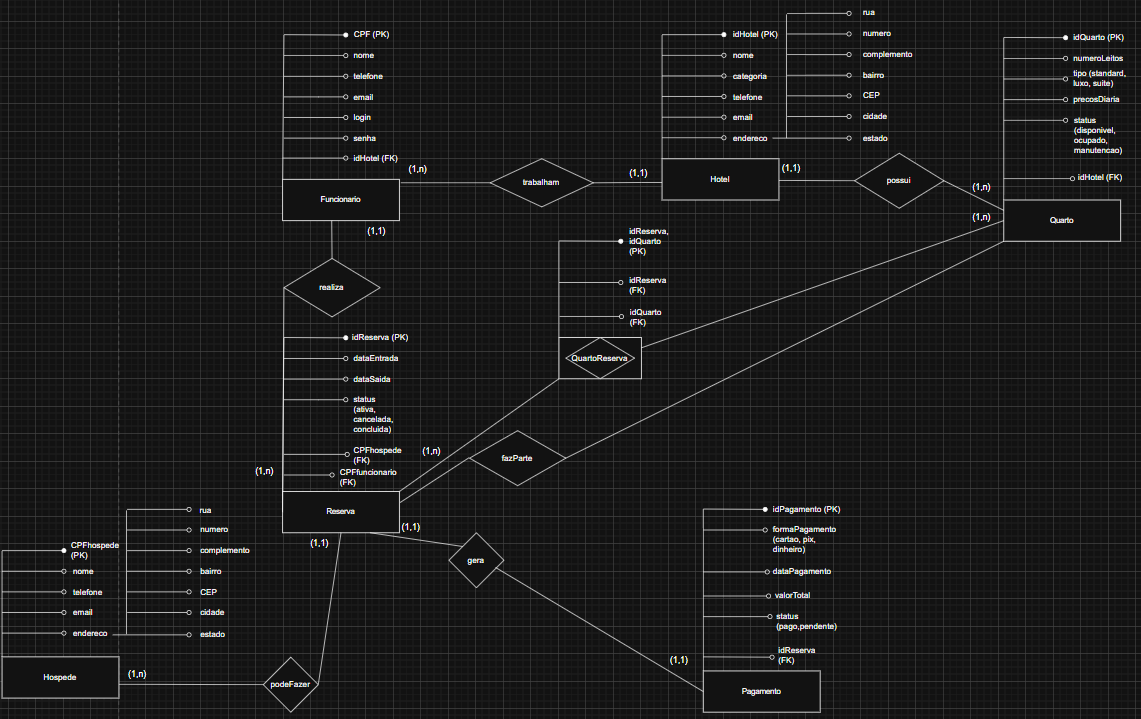 CPF (PK)
nome
telefone
email
login
senha
idHotel (FK)
(1,n)
Funcionario
(1,1)
trabalham
(1,1)
idHotel (PK)
nome
categoria
telefone
email
endereco
rua
numero
complemento
bairro
CEP
cidade
estado
Hotel
(1,1)
possui
(1,n)
idQuarto (PK)
numeroLeitos
tipo (standard,
luxo, suite)
precosDiaria
status
(disponivel,
ocupado,
manutencao)
idHotel (FK)
(1,n)
Quarto
realiza
idReserva,
idQuarto
(PK)
idReserva
(FK)
idQuarto
(FK)
QuartoReserva
idReserva (PK)
dataEntrada
dataSaida
status
(ativa,
cancelada,
concluida)
CPFhospede
(FK)
CPFfuncionario
(FK)
(1,n)
(1,n)
fazParte
Reserva
(1,1)
(1,1)
gera
rua
numero
complemento
bairro
CEP
cidade
estado
CPFhospede
(PK)
nome
telefone
email
endereco
Hospede
(1,n)
podeFazer
idPagamento (PK)
formaPagamento
(cartao, pix,
dinheiro)
dataPagamento
valorTotal
status
(pago,pendente)
idReserva
(FK)
(1,1)
Pagamento